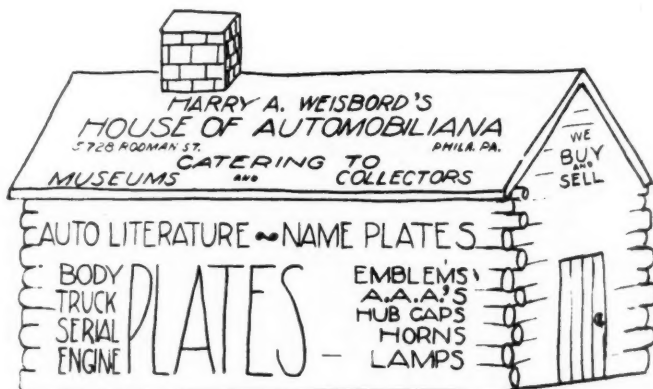 HARRY A. WEISBORD'S
HOUSE OF AUTOMOBILIANA
5728 RODMAN ST. PHILA. PA.
CATERING TO
MUSEUMS AND COLLECTORS
WE
BUY
AND
SELL
AUTO LITERATURE ~ NAME PLATES
BODY
TRUCK
SERIAL
ENGINE
PLATES -
EMBLEMS
A.A.A.'S
HUB CAPS
HORNS
LAMPS